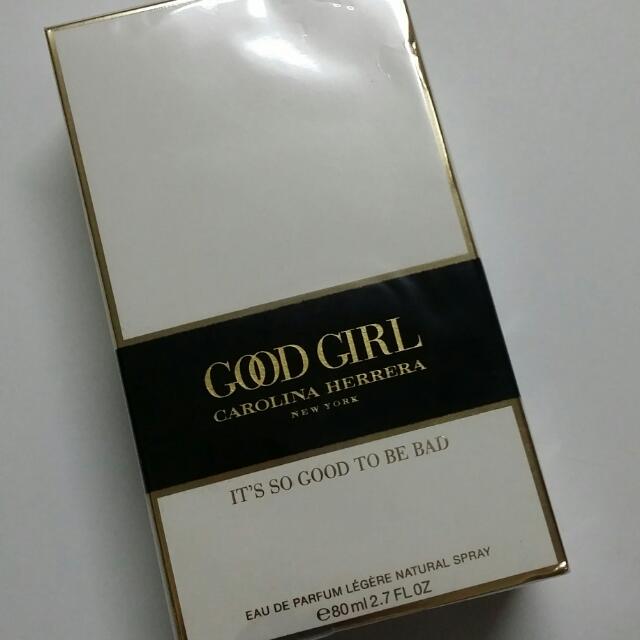 GOOD GIRL
CAROLINA HERRERA
NEW YORK
IT'S SO GOOD TO BE BAD
EAU DE PARFUM LÉGÈRE NATURAL SPRAY
℮80ml 2.7 FL OZ